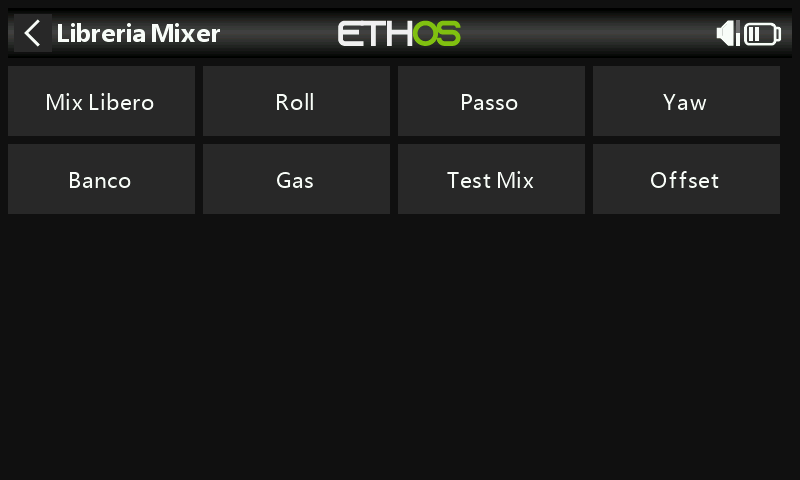 Libreria Mixer
ETHOS
Mix Libero
Roll
Passo
Yaw
Banco
Gas
Test Mix
Offset